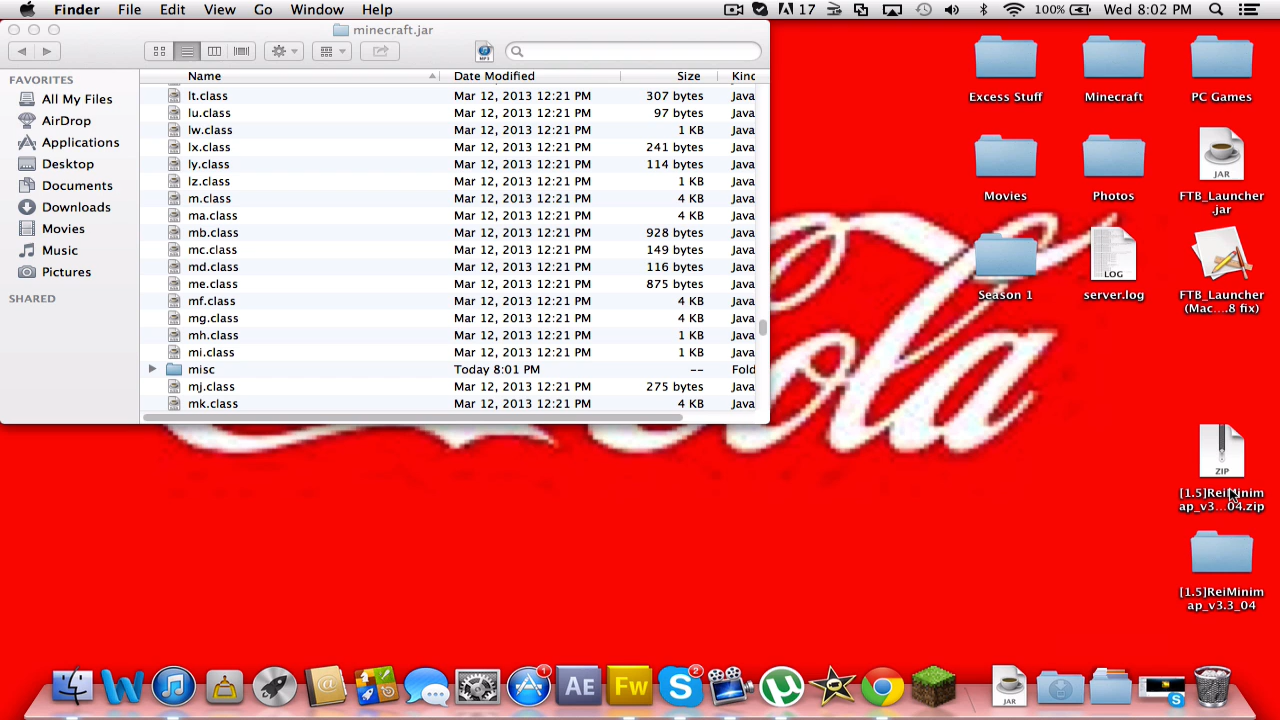 Finder File Edit View Go Window Help 17 100% Wed 8:02 PM
minecraft.jar
MP3
FAVORITES
All My Files
AirDrop
Applications
Desktop
Documents
Downloads
Movies
Music
Pictures
SHARED
Name Date Modified Size Kind
lt.class Mar 12, 2013 12:21 PM 307 bytes Java
lu.class Mar 12, 2013 12:21 PM 97 bytes Java
lw.class Mar 12, 2013 12:21 PM 1 KB Java
lx.class Mar 12, 2013 12:21 PM 241 bytes Java
ly.class Mar 12, 2013 12:21 PM 114 bytes Java
lz.class Mar 12, 2013 12:21 PM 1 KB Java
m.class Mar 12, 2013 12:21 PM 4 KB Java
ma.class Mar 12, 2013 12:21 PM 4 KB Java
mb.class Mar 12, 2013 12:21 PM 928 bytes Java
mc.class Mar 12, 2013 12:21 PM 149 bytes Java
md.class Mar 12, 2013 12:21 PM 116 bytes Java
me.class Mar 12, 2013 12:21 PM 875 bytes Java
mf.class Mar 12, 2013 12:21 PM 4 KB Java
mg.class Mar 12, 2013 12:21 PM 4 KB Java
mh.class Mar 12, 2013 12:21 PM 1 KB Java
mi.class Mar 12, 2013 12:21 PM 1 KB Java
misc Today 8:01 PM -- Fold
mj.class Mar 12, 2013 12:21 PM 275 bytes Java
mk.class Mar 12, 2013 12:21 PM 4 KB Java
Excess Stuff Minecraft PC Games
JAR
Movies Photos FTB_Launcher
.jar
LOG
Season 1 server.log FTB_Launcher
(Mac....8 fix)
Cola
ZIP
[1.5]ReiMinim
ap_v3...04.zip
[1.5]ReiMinim
ap_v3.3_04
W 1 AE Fw S 2 JAR S